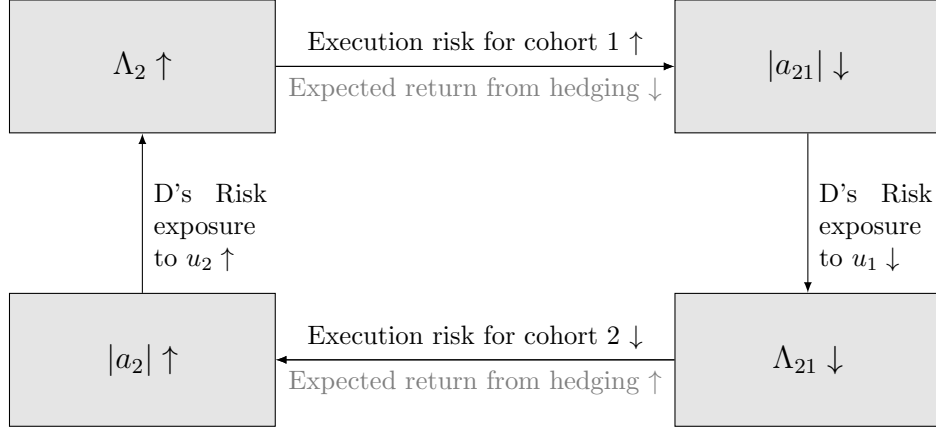 Λ₂ ↑
Execution risk for cohort 1 ↑
Expected return from hedging ↓
|a₂₁| ↓
D's Risk
exposure
to u₂ ↑
D's Risk
exposure
to u₁ ↓
|a₂| ↑
Execution risk for cohort 2 ↓
Expected return from hedging ↑
Λ₂₁ ↓